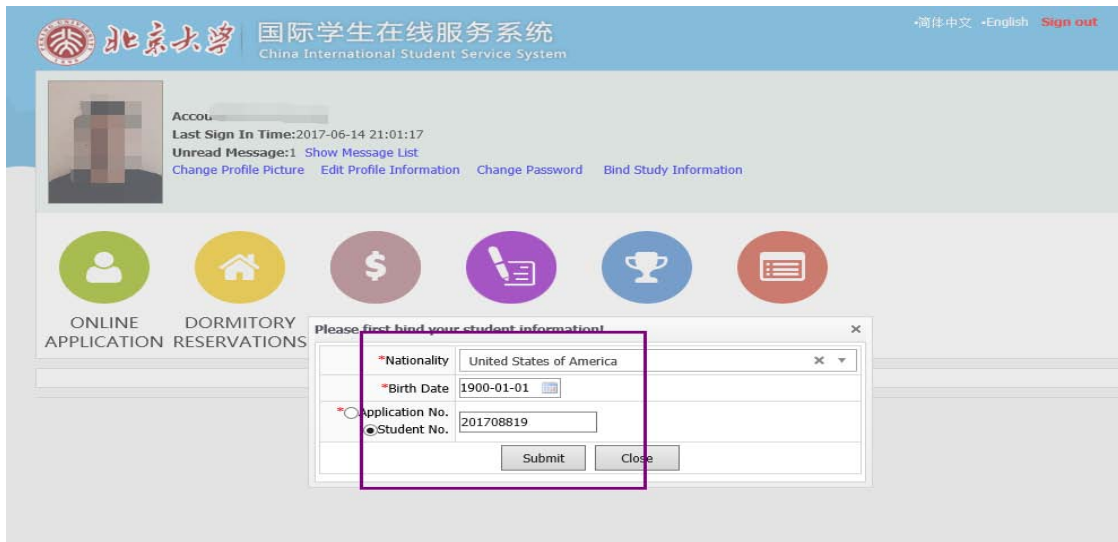 北京大学 国际学生在线服务系统
China International Student Service System
•简体中文 •English Sign out
Last Sign In Time:2017-06-14 21:01:17
Unread Message:1 Show Message List
Change Profile Picture Edit Profile Information Change Password Bind Study Information
$
ONLINE APPLICATION
DORMITORY RESERVATIONS
Please first bind your student information! ×
*Nationality United States of America × ▼
*Birth Date 1900-01-01
*Application No.
Student No. 201708819
Submit Close